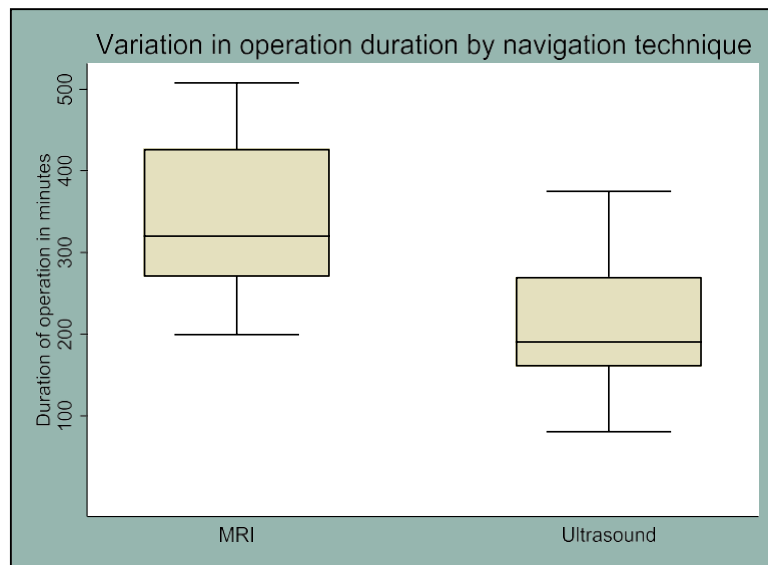 Variation in operation duration by navigation technique
Duration of operation in minutes
500
400
300
200
100
MRI
Ultrasound